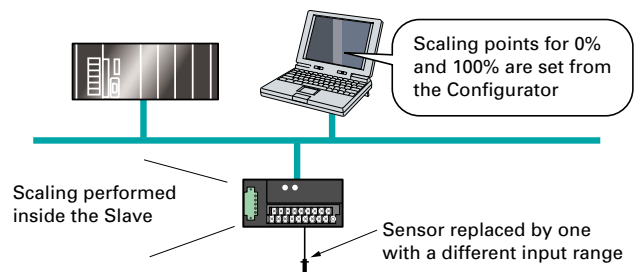 Scaling points for 0%
and 100% are set from
the Configurator
Scaling performed
inside the Slave
Sensor replaced by one
with a different input range